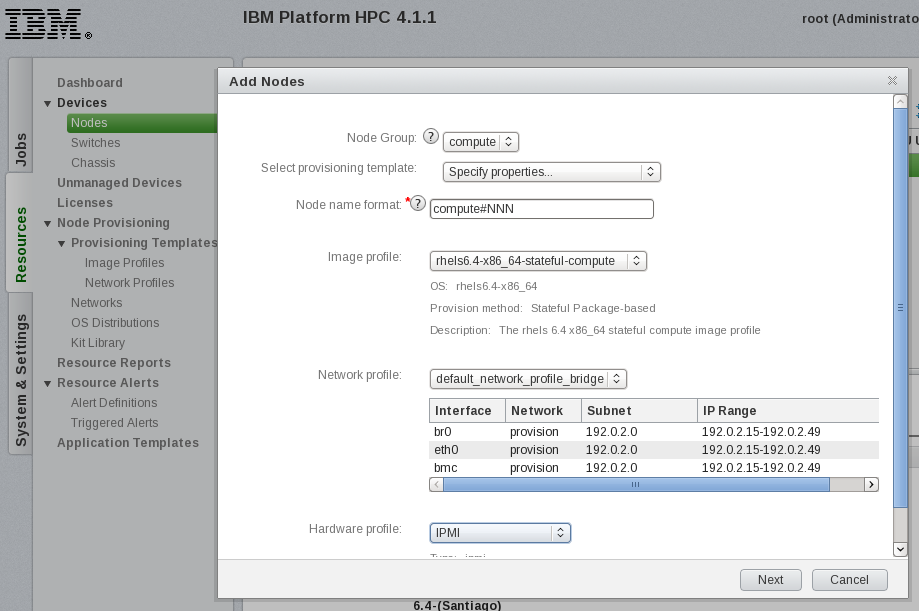 IBM
IBM Platform HPC 4.1.1
root (Administrato
Jobs
Resources
System & Settings
Dashboard
Devices
Nodes
Switches
Chassis
Unmanaged Devices
Licenses
Node Provisioning
Provisioning Templates
Image Profiles
Network Profiles
Networks
OS Distributions
Kit Library
Resource Reports
Resource Alerts
Alert Definitions
Triggered Alerts
Application Templates
Add Nodes
Node Group: ? compute
Select provisioning template: Specify properties...
Node name format: *? compute#NNN
Image profile: rhels6.4-x86_64-stateful-compute
OS: rhels6.4-x86_64
Provision method: Stateful Package-based
Description: The rhels 6.4 x86_64 stateful compute image profile
Network profile: default_network_profile_bridge
Interface Network Subnet IP Range
br0 provision 192.0.2.0 192.0.2.15-192.0.2.49
eth0 provision 192.0.2.0 192.0.2.15-192.0.2.49
bmc provision 192.0.2.0 192.0.2.15-192.0.2.49
Hardware profile: IPMI
Type: ipmi
Next Cancel
6.4-(Santiago)